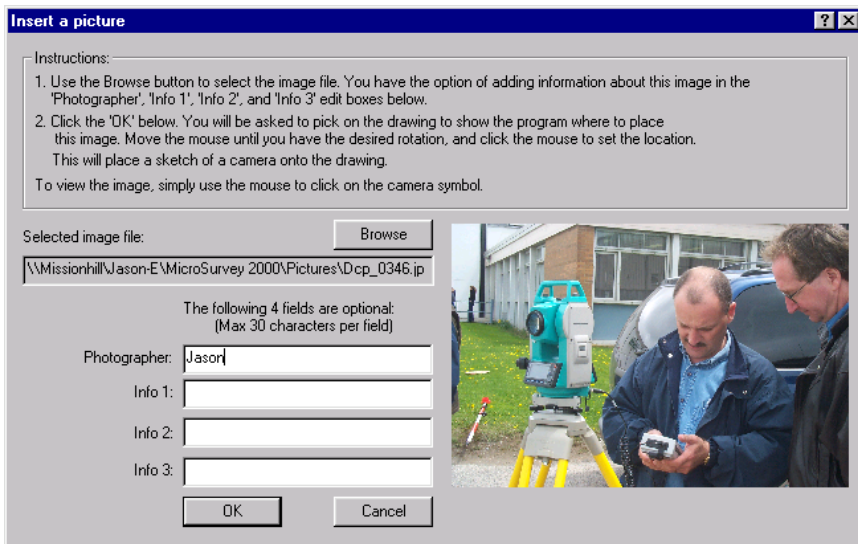 Insert a picture
Instructions:
1. Use the Browse button to select the image file. You have the option of adding information about this image in the
'Photographer', 'Info 1', 'Info 2', and 'Info 3' edit boxes below.
2. Click the 'OK' below. You will be asked to pick on the drawing to show the program where to place
this image. Move the mouse until you have the desired rotation, and click the mouse to set the location.
This will place a sketch of a camera onto the drawing.
To view the image, simply use the mouse to click on the camera symbol.
Selected image file:
Browse
\\Missionhill\Jason-E\MicroSurvey 2000\Pictures\Dcp_0346.jp
The following 4 fields are optional:
(Max 30 characters per field)
Photographer: Jason
Info 1:
Info 2:
Info 3:
OK
Cancel